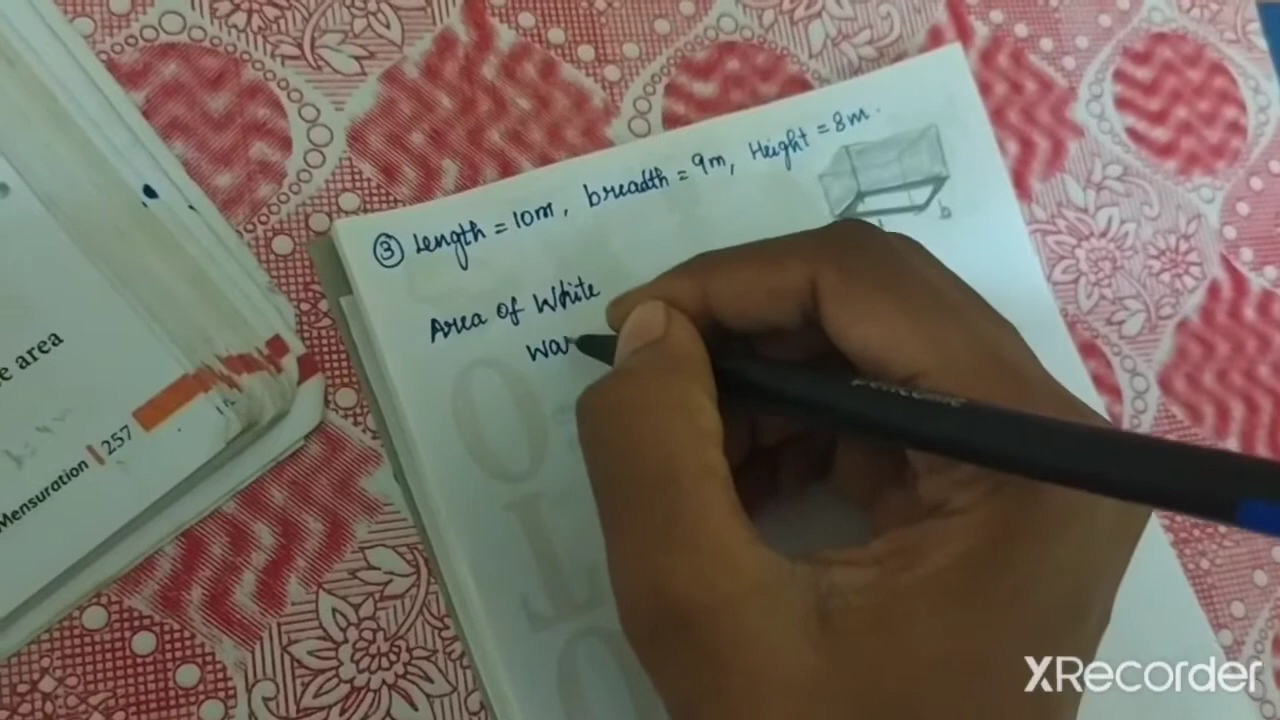 ③ Length = 10m, breadth = 9m, Height = 8m.
b
Area of White
wa
e area
Mensuration | 257
XRecorder